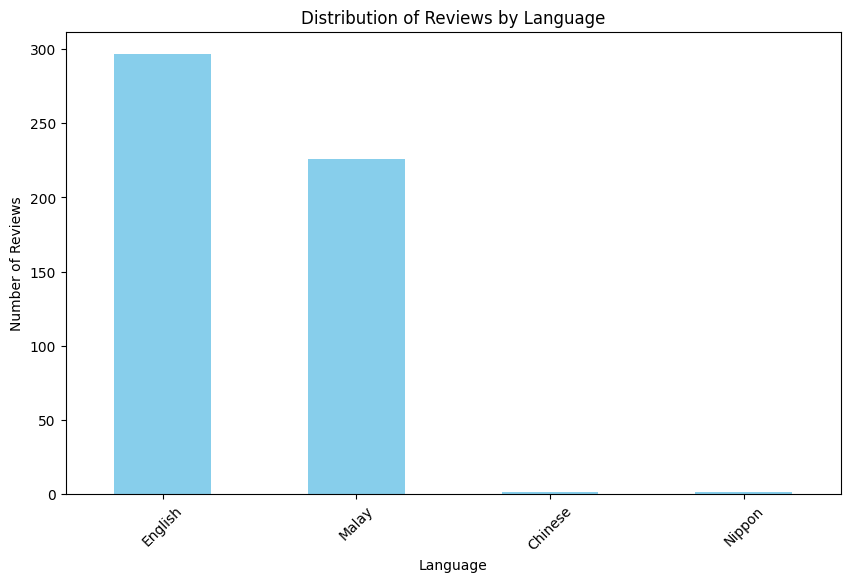 Distribution of Reviews by Language
Number of Reviews
300
250
200
150
100
50
0
English
Malay
Chinese
Nippon
Language